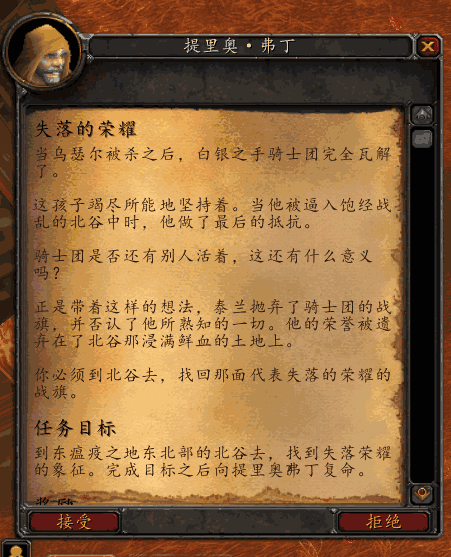 提里奥·弗丁
失落的荣耀
当乌瑟尔被杀之后，白银之手骑士团完全瓦解
了。
这孩子竭尽所能地坚持着。当他被逼入饱经战
乱的北谷中时，他做了最后的抵抗。
骑士团是否还有别人活着，这还有什么意义
吗？
正是带着这样的想法，泰兰抛弃了骑士团的战
旗，并否认了他所熟知的一切。他的荣誉被遗
弃在了北谷那浸满鲜血的土地上。
你必须到北谷去，找回那面代表失落的荣耀的
战旗。
任务目标
到东瘟疫之地东北部的北谷去，找到失落荣耀
的象征。完成目标之后向提里奥弗丁复命。
接受
拒绝